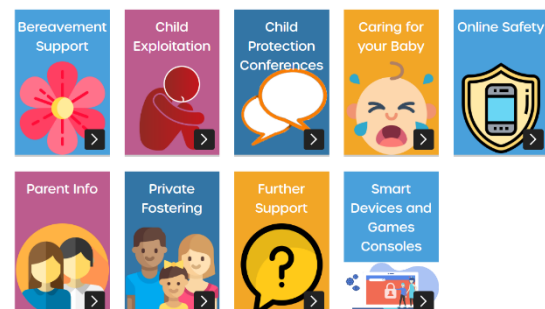 Bereavement
Support
Child
Exploitation
Child
Protection
Conferences
Caring for
your Baby
Online Safety
Parent Info
Private
Fostering
Further
Support
?
Smart
Devices and
Games
Consoles